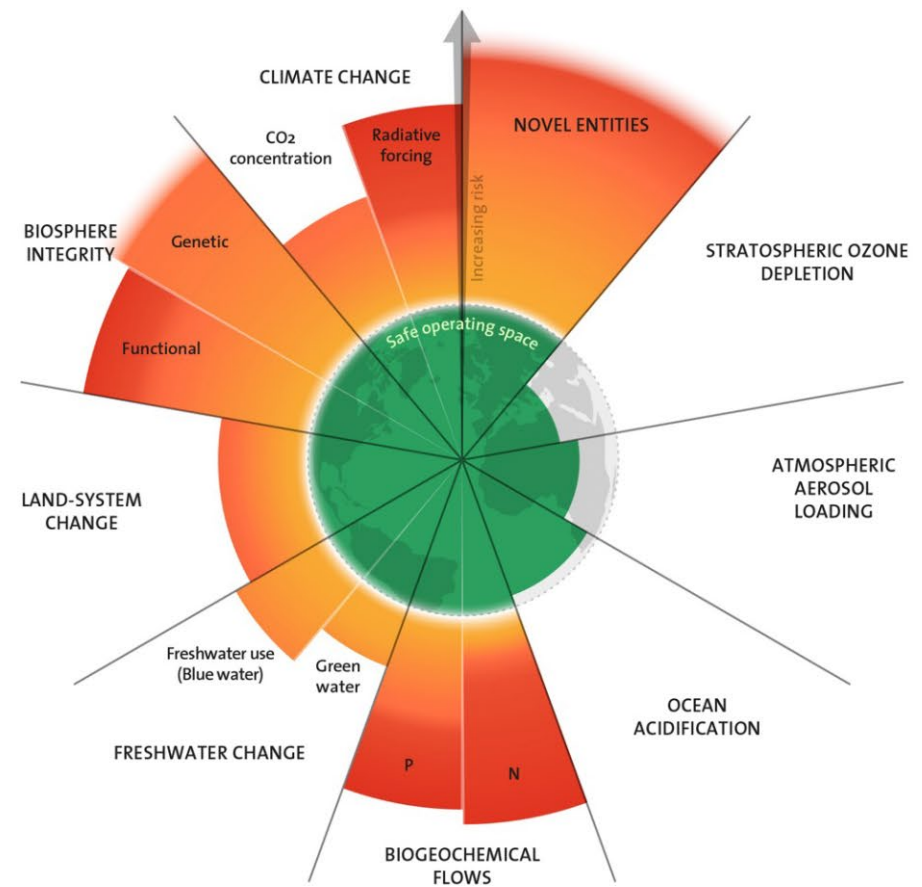 CLIMATE CHANGE
CO2
concentration
Radiative
forcing
NOVEL ENTITIES
Increasing risk
STRATOSPHERIC OZONE
DEPLETION
BIOSPHERE
INTEGRITY
Genetic
Functional
Safe operating space
ATMOSPHERIC
AEROSOL
LOADING
LAND-SYSTEM
CHANGE
Freshwater use
(Blue water)
Green
water
FRESHWATER CHANGE
P
N
OCEAN
ACIDIFICATION
BIOGEOCHEMICAL
FLOWS